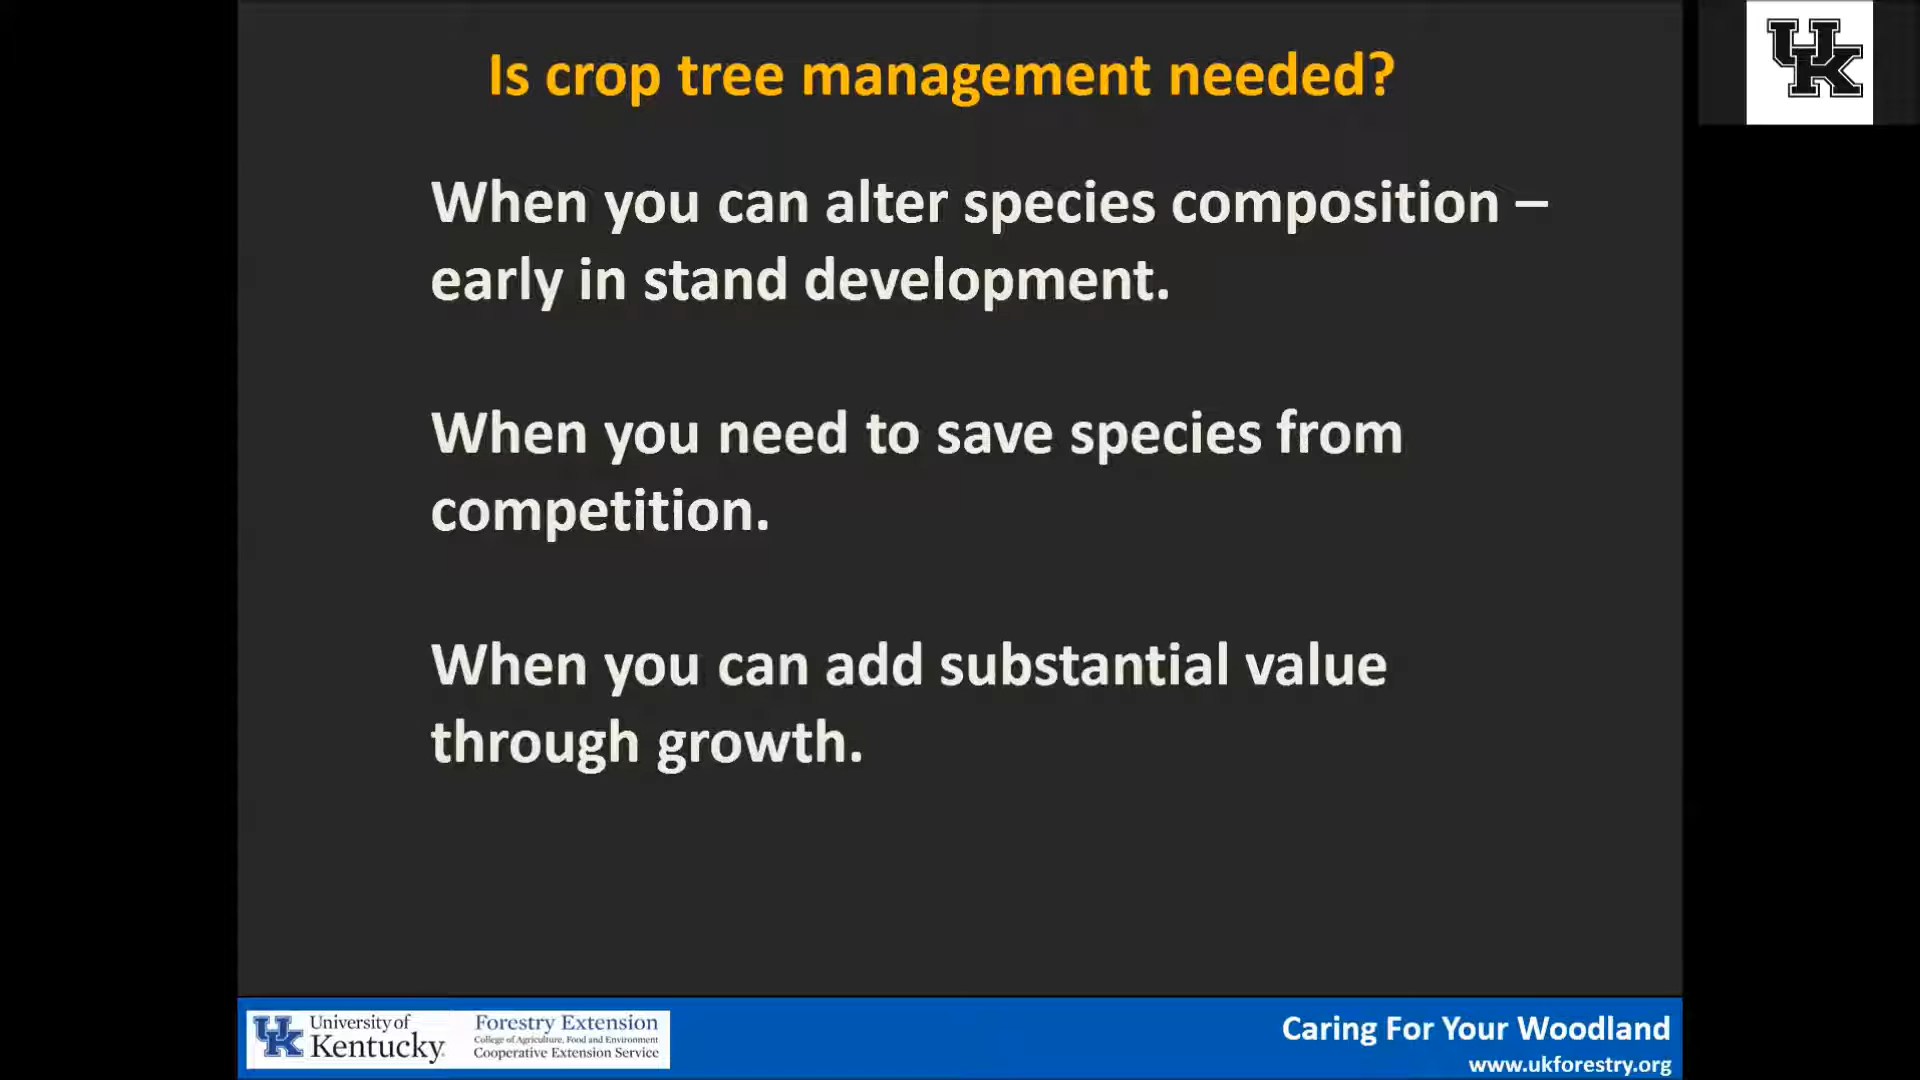 Is crop tree management needed?
UK
When you can alter species composition –
early in stand development.
When you need to save species from
competition.
When you can add substantial value
through growth.
UK
University of
Kentucky.
Forestry Extension
College of Agriculture, Food and Environment
Cooperative Extension Service
Caring For Your Woodland
www.ukforestry.org